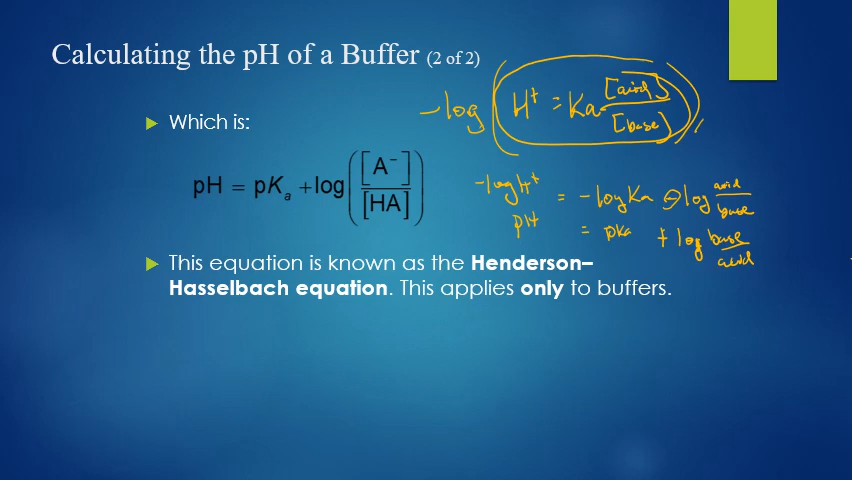 Calculating the pH of a Buffer (2 of 2)
-log ( H⁺ = Ka [acid] / [base] )
Which is:
pH = pKₐ + log ([A⁻] / [HA])
-log H⁺ = -log Ka - log acid / base
pH = pKa + log base / acid
This equation is known as the Henderson–
Hasselbach equation. This applies only to buffers.